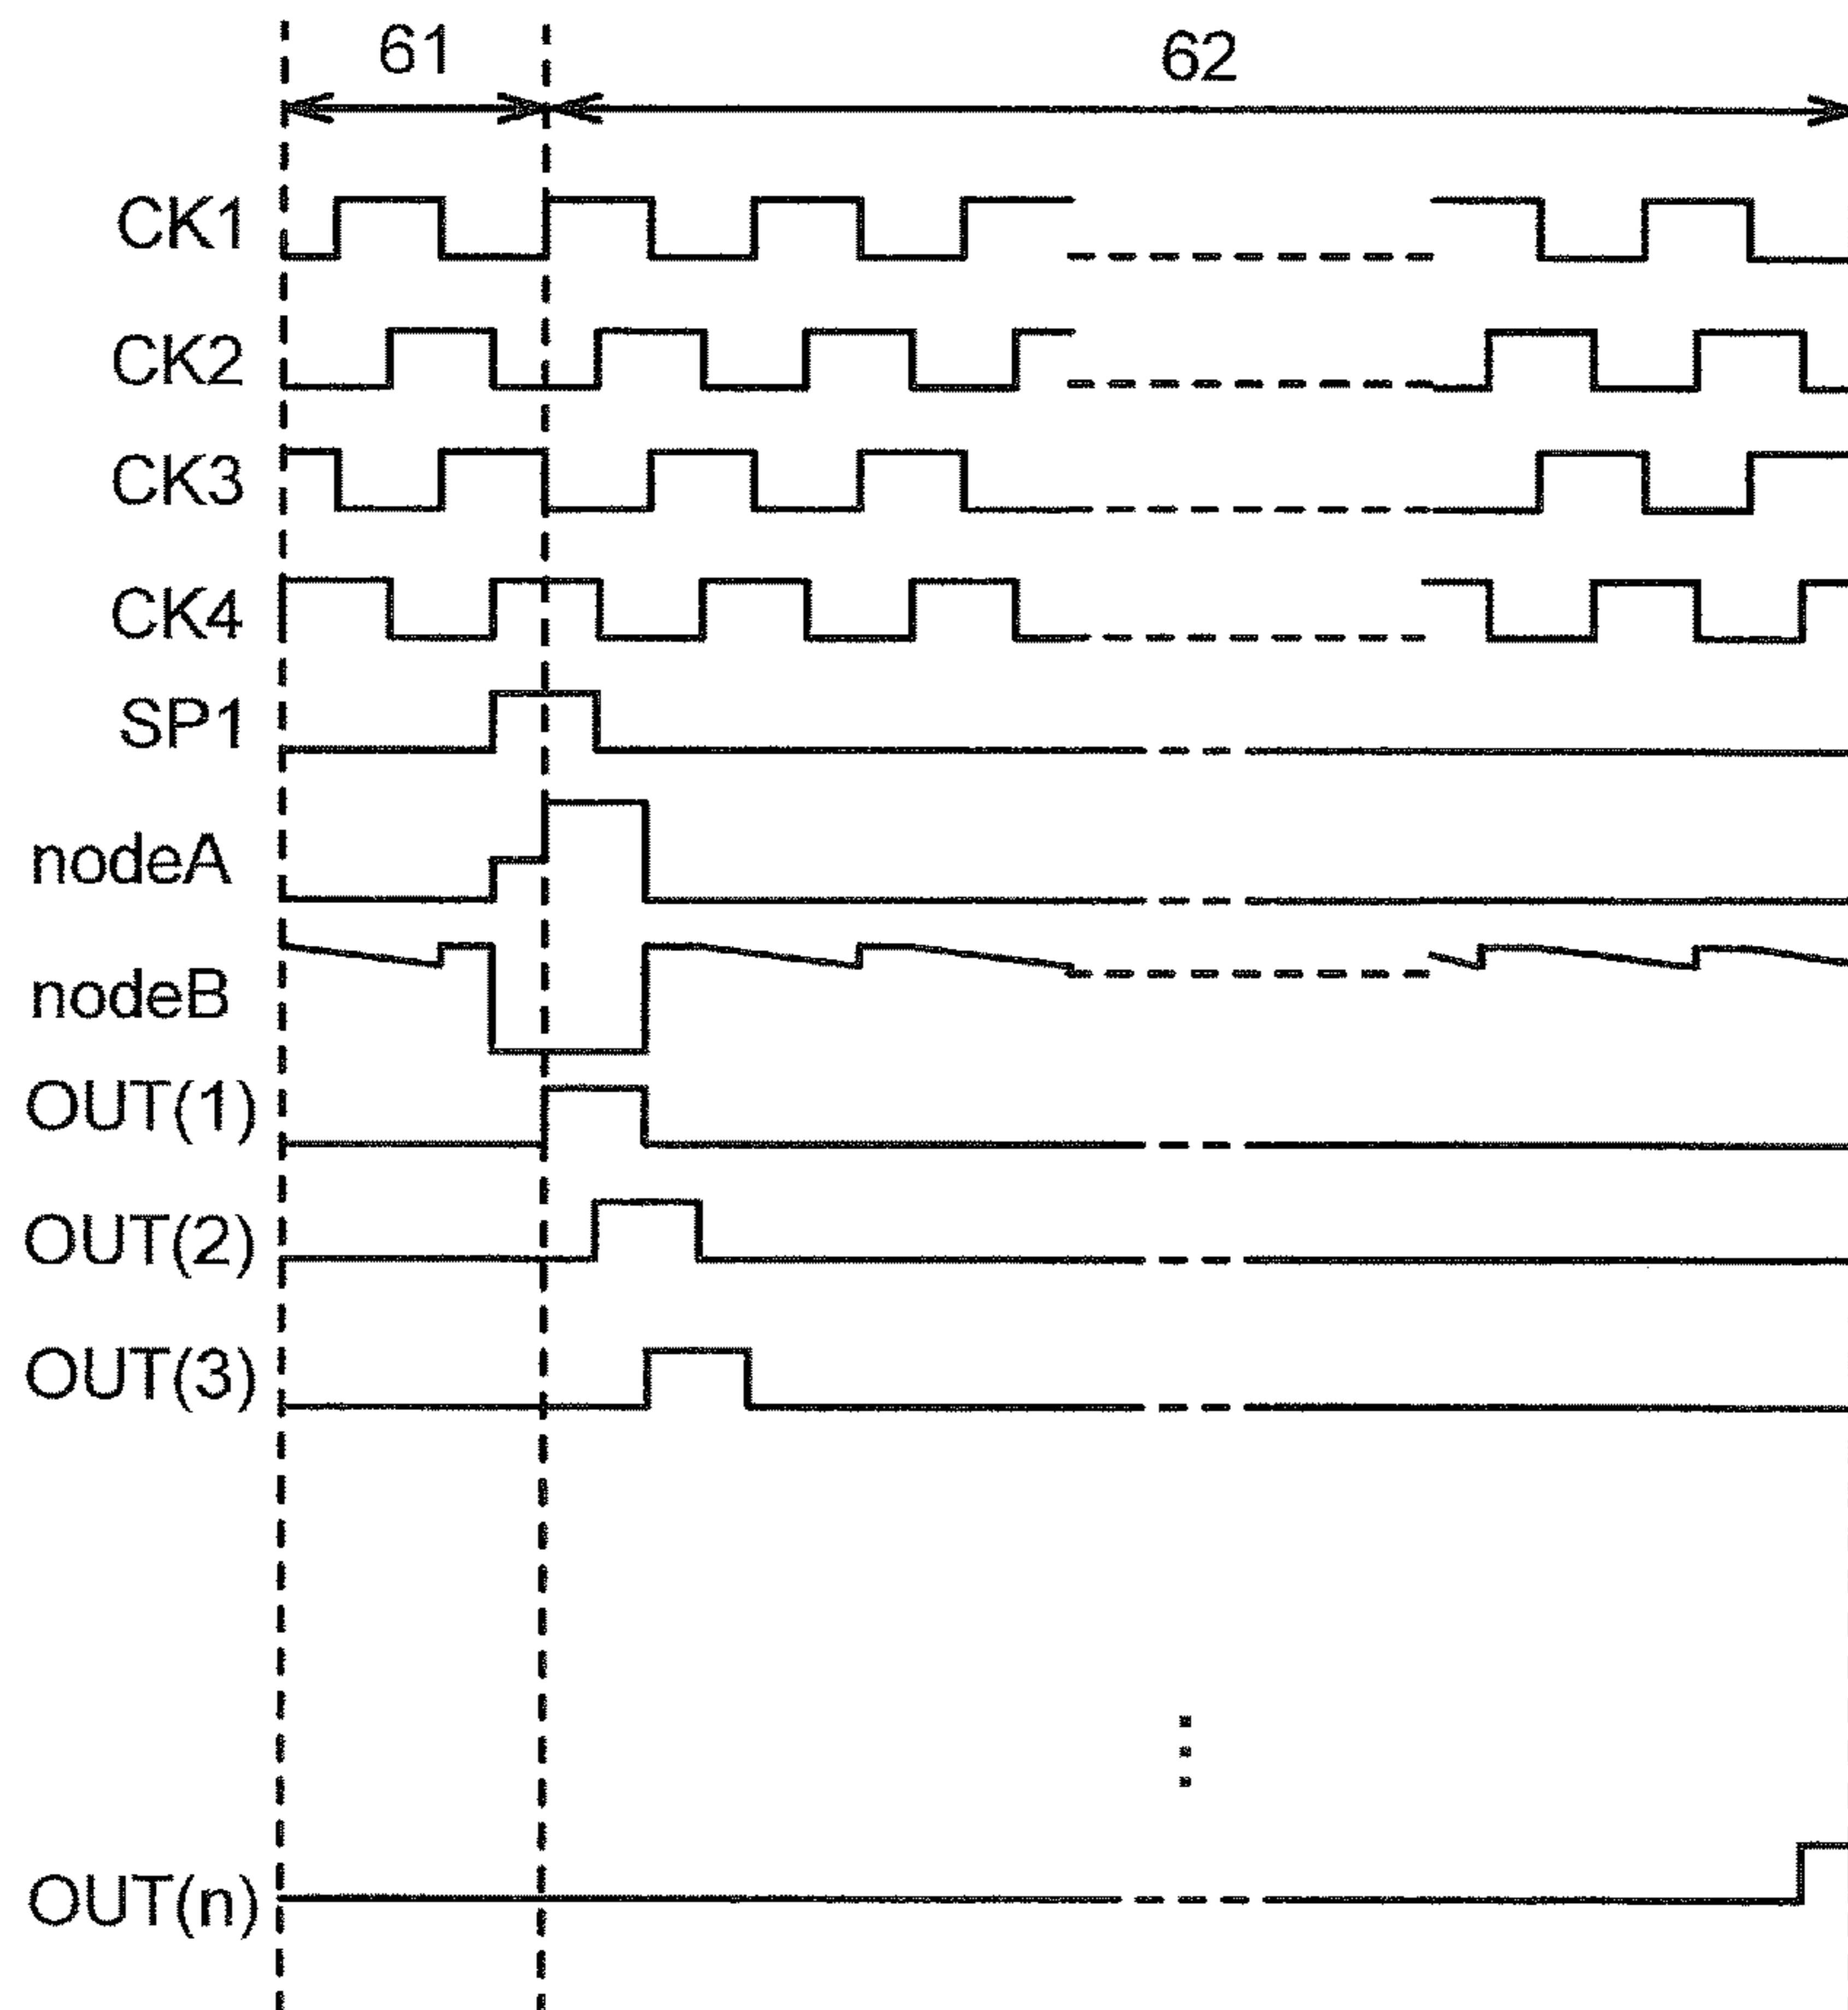 61
62
CK1
CK2
CK3
CK4
SP1
nodeA
nodeB
OUT(1)
OUT(2)
OUT(3)
OUT(n)